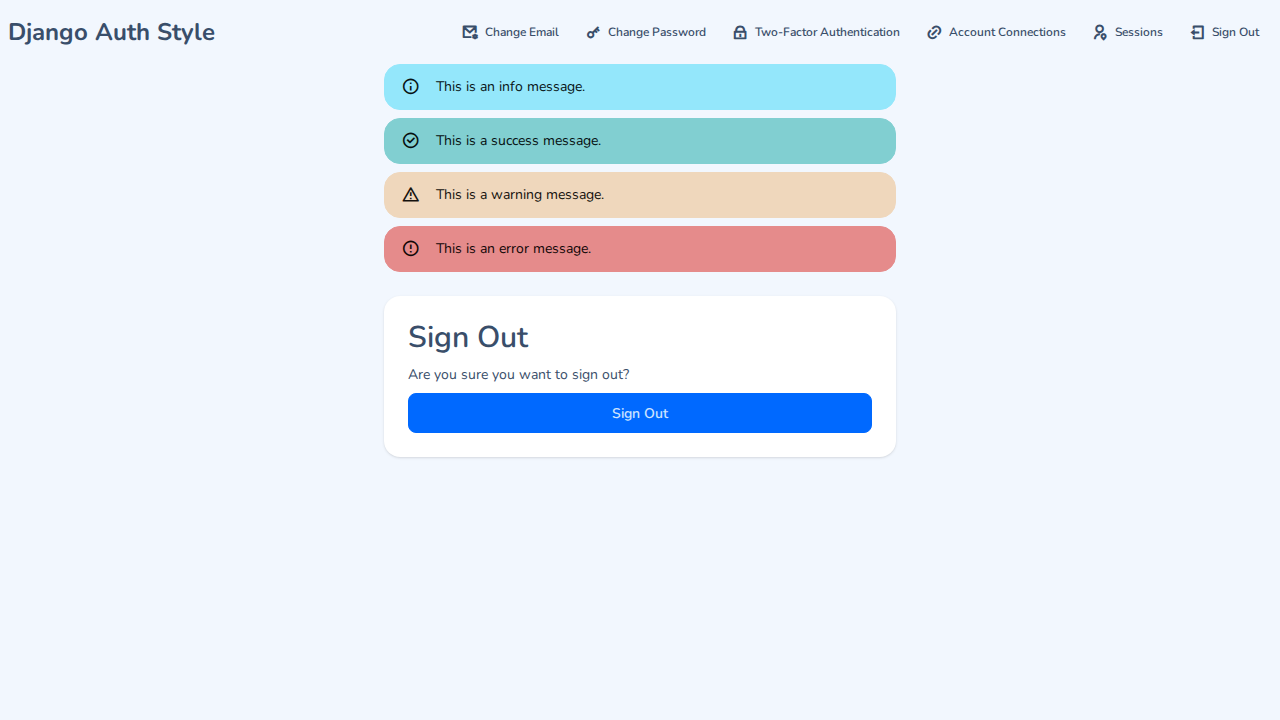 Django Auth Style
Change Email
Change Password
Two-Factor Authentication
Account Connections
Sessions
Sign Out
This is an info message.
This is a success message.
This is a warning message.
This is an error message.
Sign Out
Are you sure you want to sign out?
Sign Out